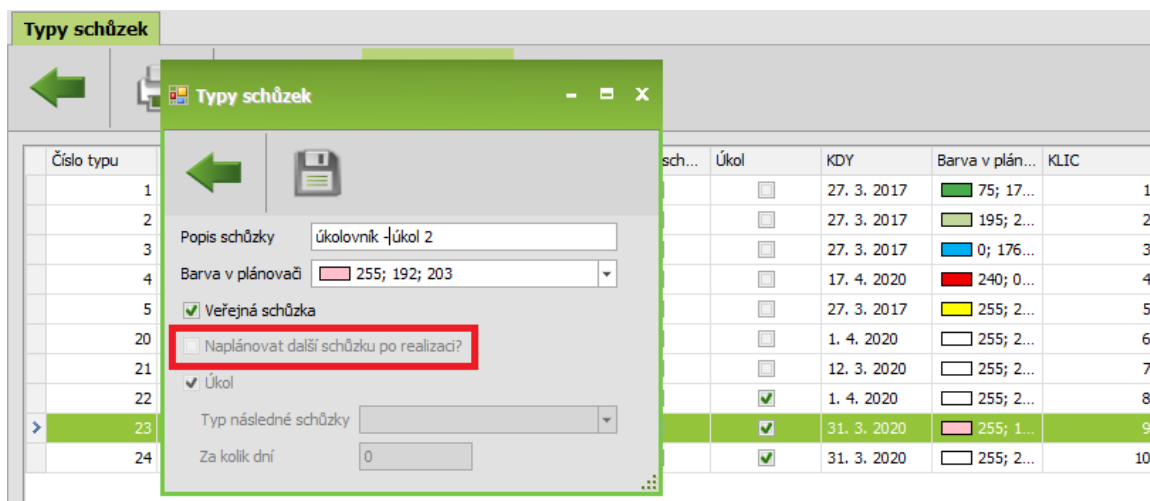 Typy schůzek
Typy schůzek
Číslo typu sch... Úkol KDY Barva v plán... KLIC
1 27. 3. 2017 75; 17... 1
2 27. 3. 2017 195; 2... 2
3 27. 3. 2017 0; 176... 3
4 17. 4. 2020 240; 0... 4
5 27. 3. 2017 255; 2... 5
20 1. 4. 2020 255; 2... 6
21 12. 3. 2020 255; 2... 7
22 1. 4. 2020 255; 2... 8
23 31. 3. 2020 255; 1... 9
24 31. 3. 2020 255; 2... 10
Popis schůzky úkolovník -úkol 2
Barva v plánovači 255; 192; 203
Veřejná schůzka
Naplánovat další schůzku po realizaci?
Úkol
Typ následné schůzky
Za kolik dní 0